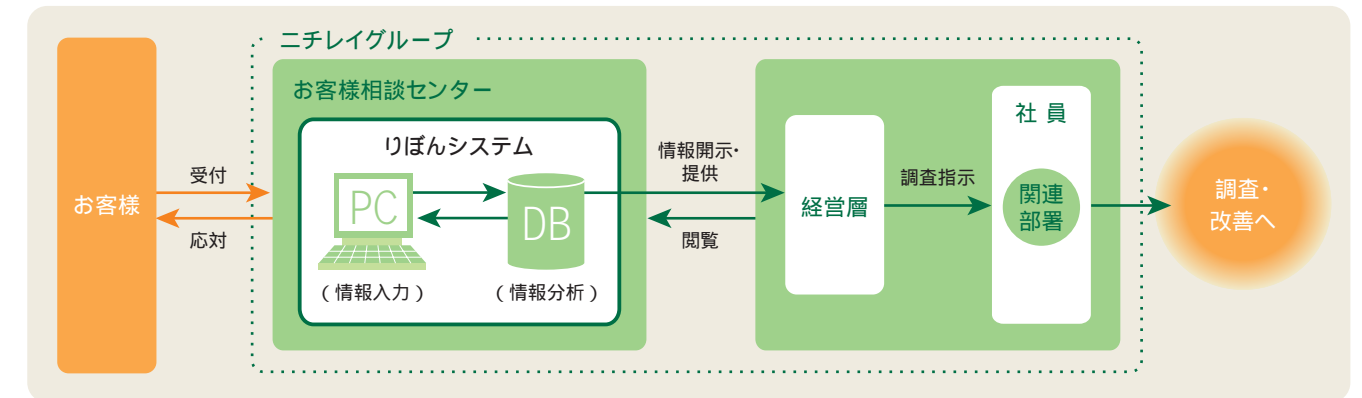 ニチレイグループ
お客様相談センター
りぼんシステム
お客様
受付
応対
PC
DB
(情報入力)
(情報分析)
情報開示・
提供
閲覧
経営層
調査指示
社員
関連
部署
調査・
改善へ